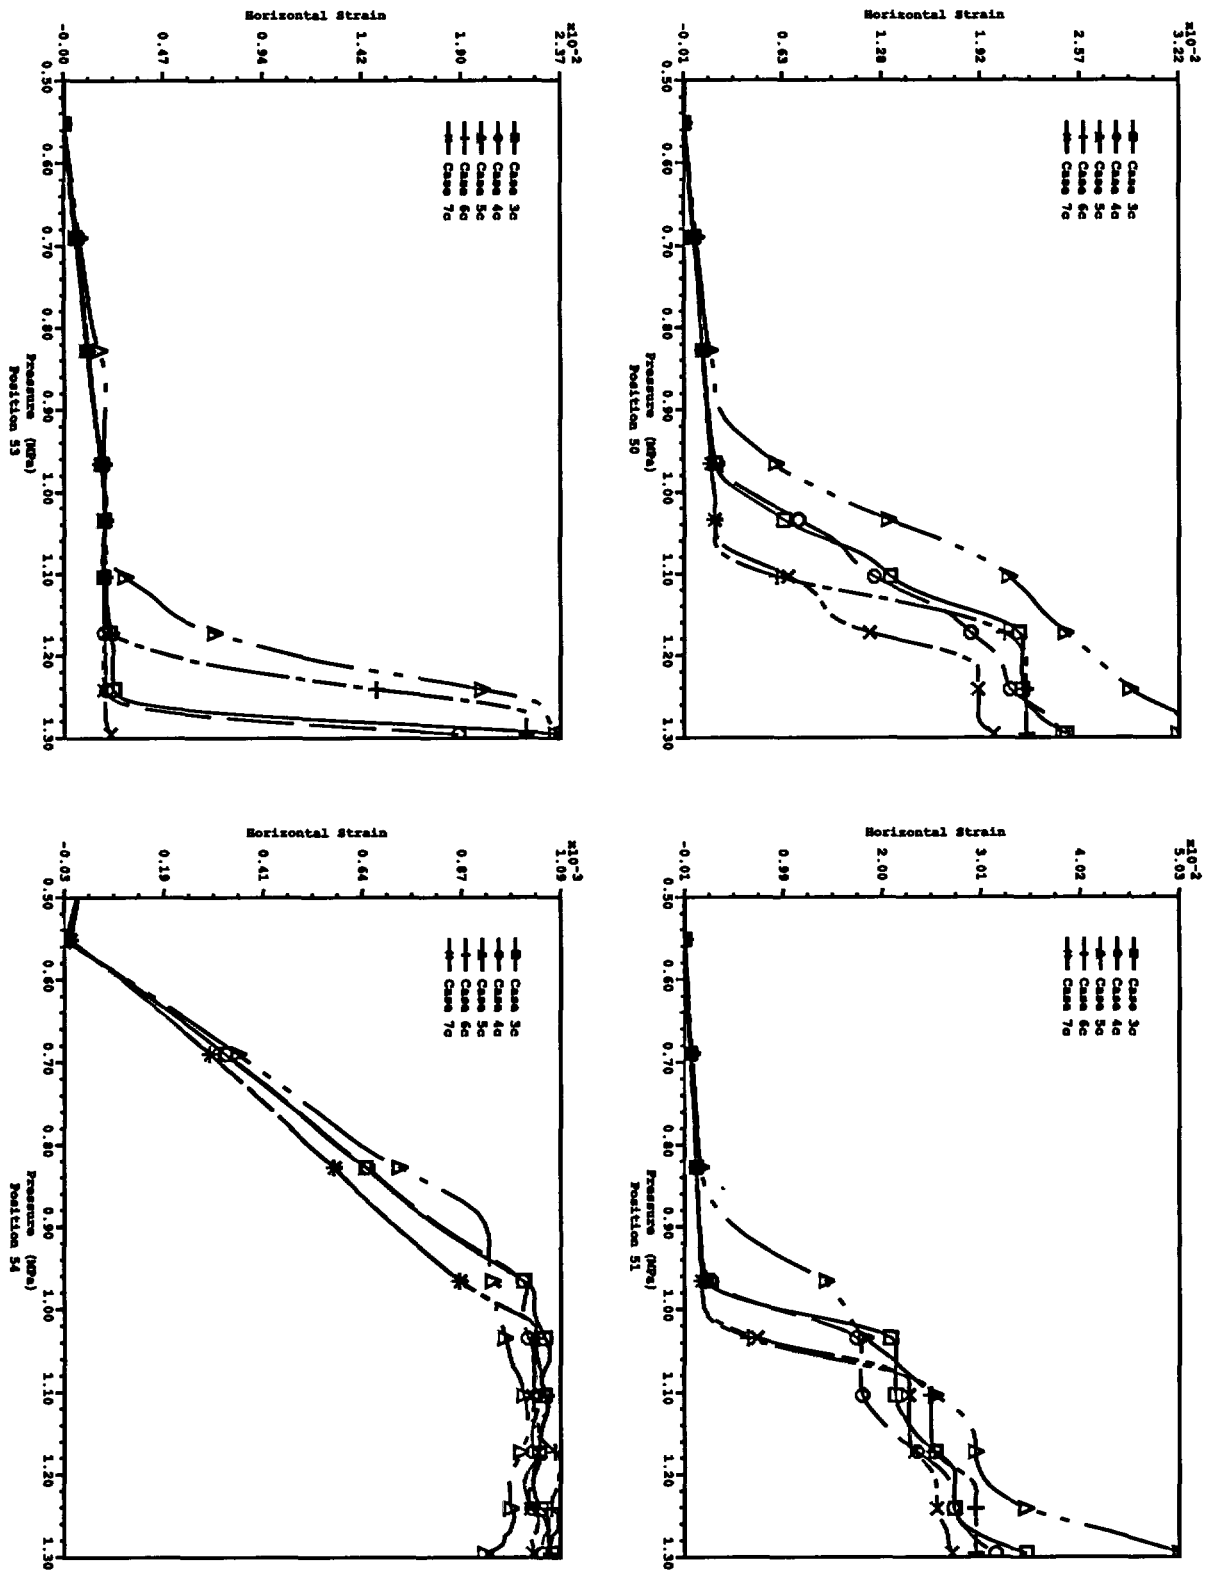 x10-2
3.22
2.57
1.92
1.28
0.63
-0.01
Horizontal Strain
Case 3c
Case 4c
Case 5c
Case 6c
Case 7c
0.50 0.60 0.70 0.80 0.90 1.00 1.10 1.20 1.30
Pressure (MPa)
Position 50
x10-2
5.03
4.02
3.01
2.00
0.99
-0.01
Horizontal Strain
Case 3c
Case 4c
Case 5c
Case 6c
Case 7c
0.50 0.60 0.70 0.80 0.90 1.00 1.10 1.20 1.30
Pressure (MPa)
Position 51
x10-2
2.37
1.90
1.42
0.94
0.47
-0.00
Horizontal Strain
Case 3c
Case 4c
Case 5c
Case 6c
Case 7c
0.50 0.60 0.70 0.80 0.90 1.00 1.10 1.20 1.30
Pressure (MPa)
Position 53
x10-3
1.09
0.87
0.64
0.41
0.19
-0.03
Horizontal Strain
Case 3c
Case 4c
Case 5c
Case 6c
Case 7c
0.50 0.60 0.70 0.80 0.90 1.00 1.10 1.20 1.30
Pressure (MPa)
Position 54